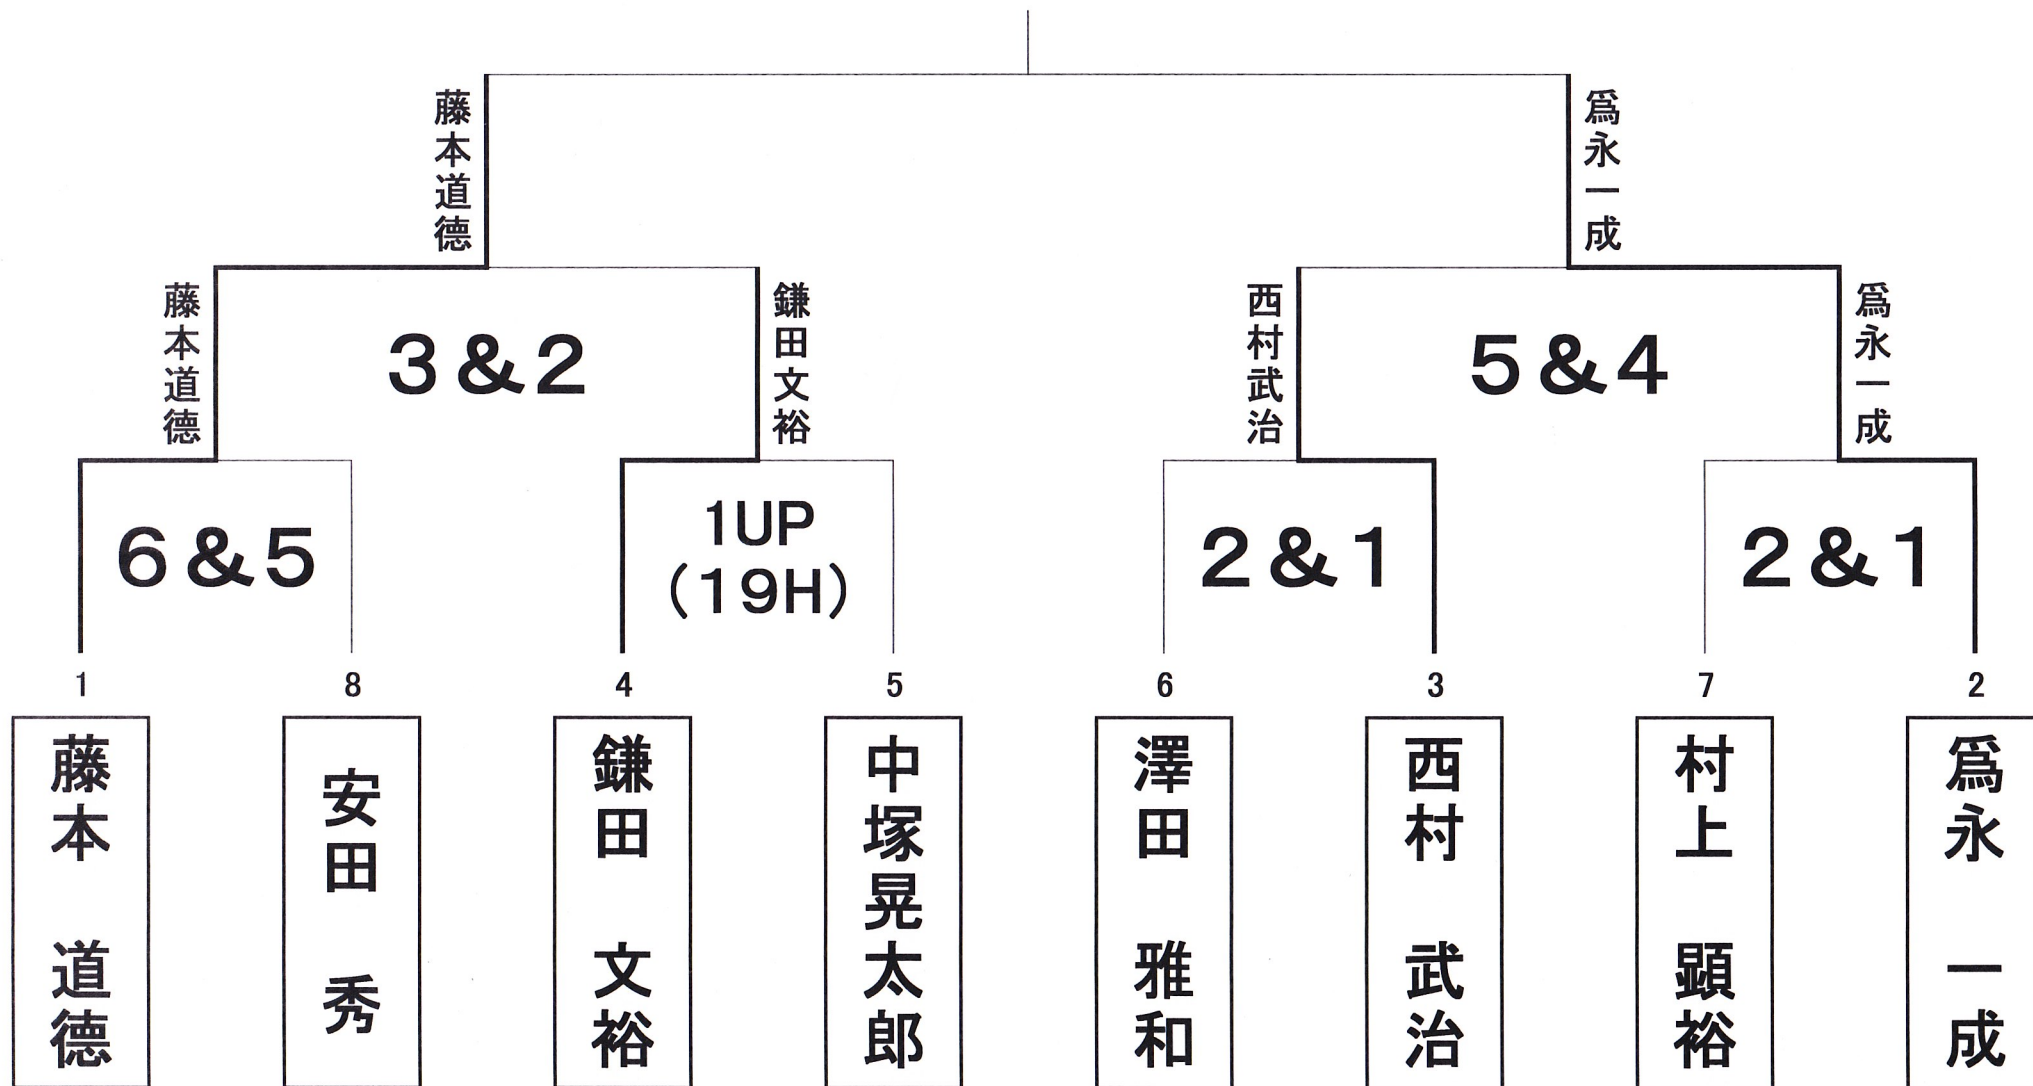 藤本道德
爲永一成
藤本道德
鎌田文裕
西村武治
爲永一成
3&2
5&4
6&5
1UP
(19H)
2&1
2&1
1
8
4
5
6
3
7
2
藤本 道德
安田 秀
鎌田 文裕
中塚晃太郎
澤田 雅和
西村 武治
村上 顕裕
爲永 一成